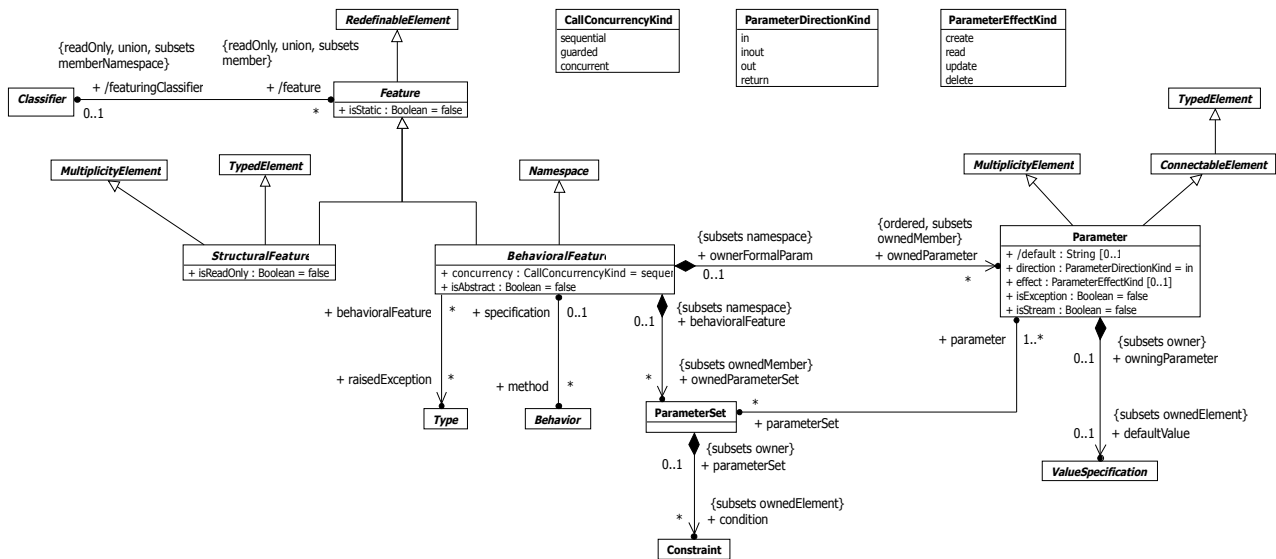 RedefinableElement
CallConcurrencyKind
sequential
guarded
concurrent
ParameterDirectionKind
in
inout
out
return
ParameterEffectKind
create
read
update
delete
{readOnly, union, subsets
memberNamespace}
+ /featuringClassifier
0..1
{readOnly, union, subsets
member}
+ /feature
*
Classifier
Feature
+ isStatic : Boolean = false
TypedElement
MultiplicityElement
TypedElement
Namespace
MultiplicityElement
ConnectableElement
StructuralFeature
+ isReadOnly : Boolean = false
BehavioralFeature
+ concurrency : CallConcurrencyKind = sequen
+ isAbstract : Boolean = false
{subsets namespace}
+ ownerFormalParam
0..1
{ordered, subsets
ownedMember}
+ ownedParameter
*
Parameter
+ /default : String [0..1]
+ direction : ParameterDirectionKind = in
+ effect : ParameterEffectKind [0..1]
+ isException : Boolean = false
+ isStream : Boolean = false
+ behavioralFeature
*
+ specification
0..1
0..1
{subsets namespace}
+ behavioralFeature
+ parameter
1..*
0..1
{subsets owner}
+ owningParameter
+ raisedException
*
+ method
*
*
{subsets ownedMember}
+ ownedParameterSet
Type
Behavior
ParameterSet
*
+ parameterSet
0..1
{subsets ownedElement}
+ defaultValue
ValueSpecification
0..1
{subsets owner}
+ parameterSet
*
{subsets ownedElement}
+ condition
Constraint